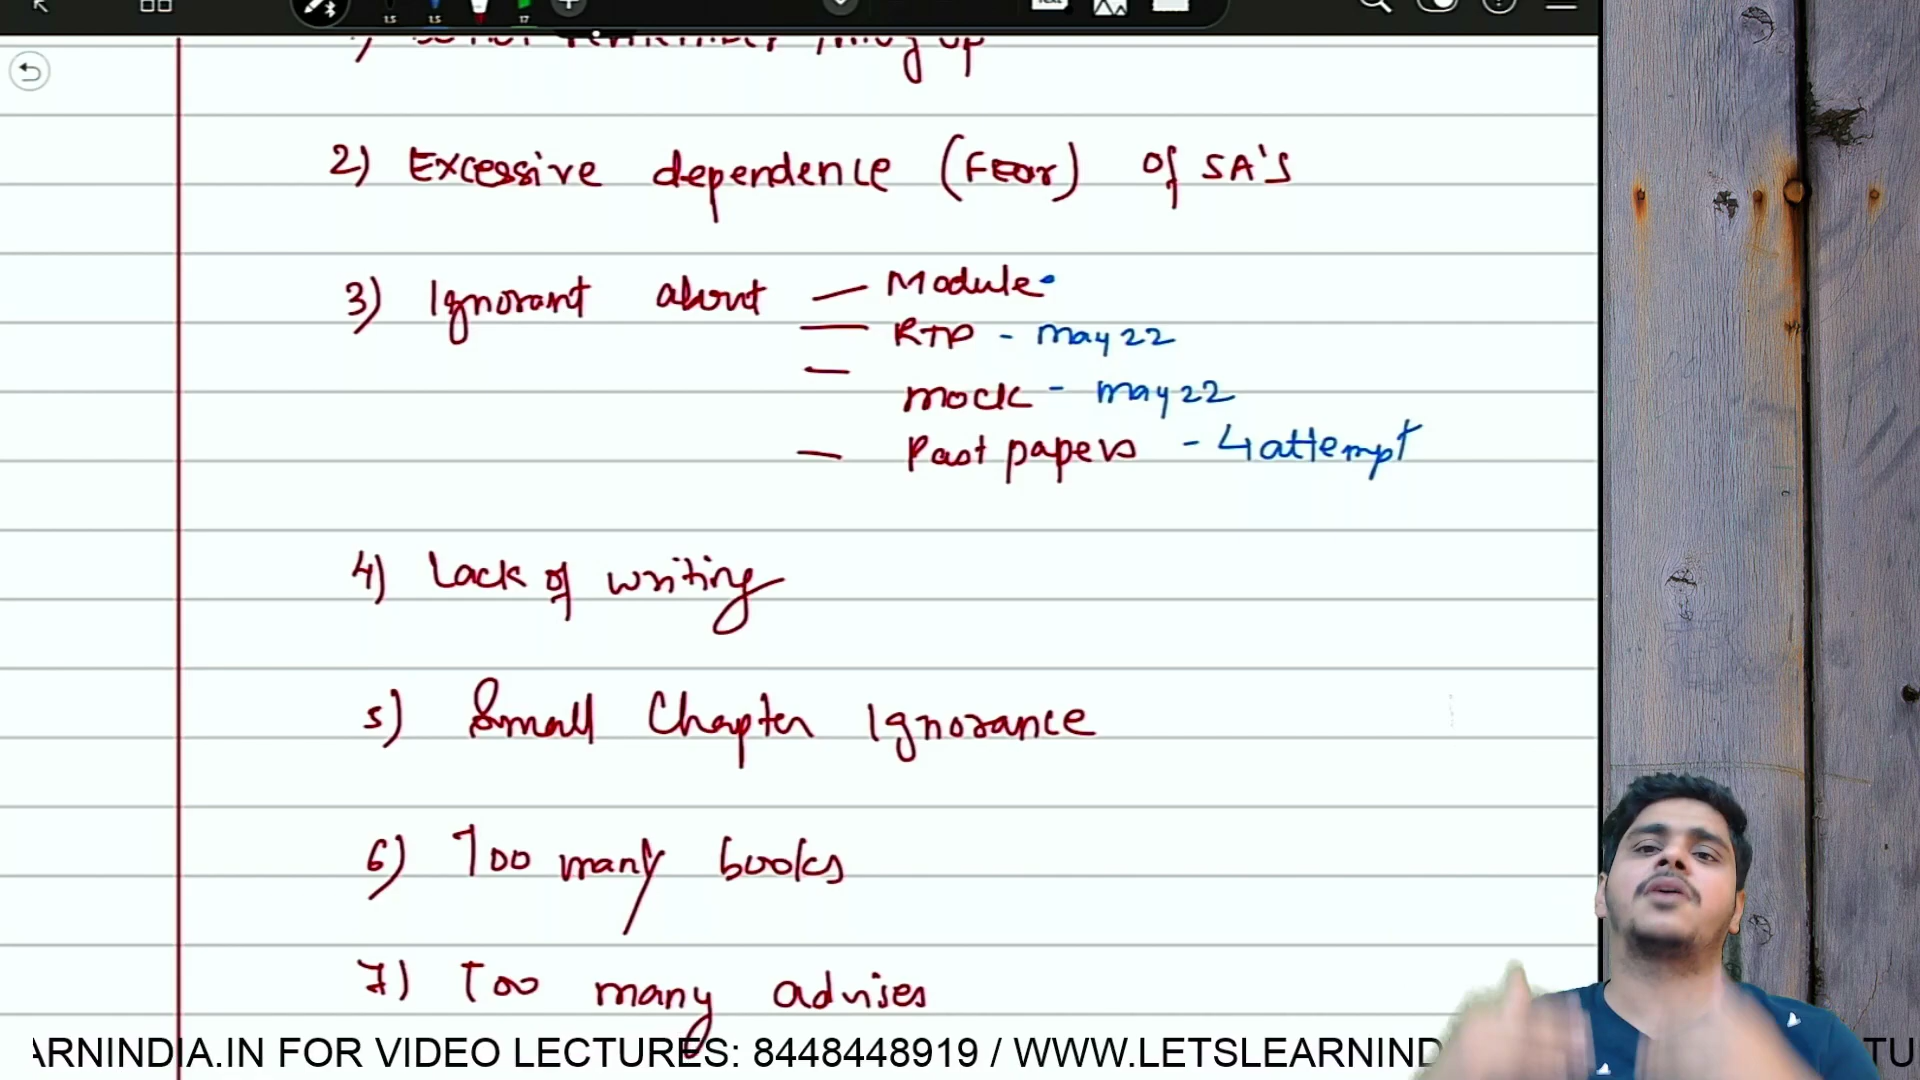 mug up
2) Excessive dependence (Fear) of SA's
3) Ignorant about — Module
— RTP - May 22
— mock - May 22
— Past papers - 4 attempt
4) Lack of writing
5) Small Chapter Ignorance
6) Too many books
7) Too many advises
ARNINDIA.IN FOR VIDEO LECTURES: 8448448919 / WWW.LETSLEARNIND TU